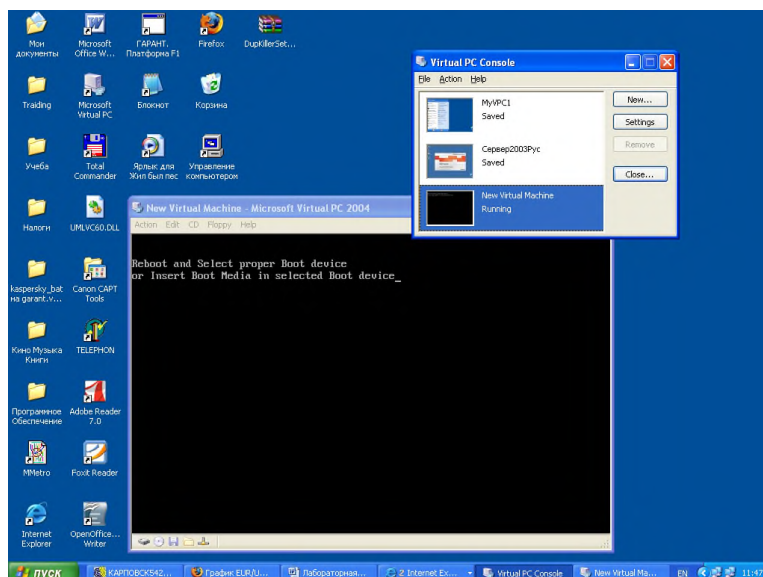 Мои
документы
Microsoft
Office W...
ГАРАНТ.
Платформа F1
Firefox
DupKillerSet...
Traiding
Microsoft
Virtual PC
Блокнот
Корзина
Учеба
Total
Commander
Ярлык для
Жил был пес
Управление
компьютером
Налоги
UMLVC60.DLL
kaspersky_bat
на garant.v...
Canon CAPT
Tools
Кино Музыка
Книги
TELEPHON
Программное
Обеспечение
Adobe Reader
7.0
MMetro
Foxit Reader
Internet
Explorer
OpenOffice...
Writer
Virtual PC Console
File Action Help
MyVPC1
Saved
Сервер2003Рус
Saved
New Virtual Machine
Running
New...
Settings
Remove
Close...
New Virtual Machine - Microsoft Virtual PC 2004
Action Edit CD Floppy Help
Reboot and Select proper Boot device
or Insert Boot Media in selected Boot device_
пуск
КАРПОВСК542...
График EUR/U...
Лабораторная...
2 Internet Ex...
Virtual PC Console
New Virtual Ma...
EN
11:47